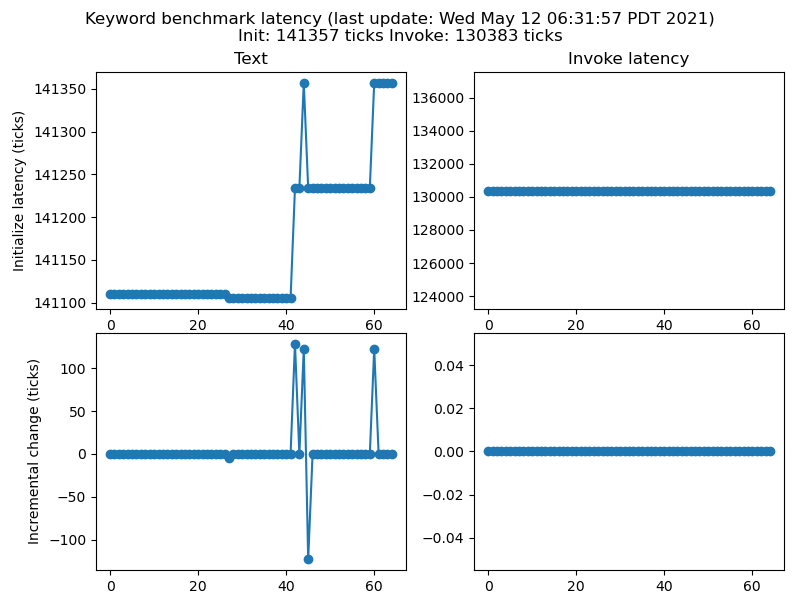 Keyword benchmark latency (last update: Wed May 12 06:31:57 PDT 2021)
Init: 141357 ticks Invoke: 130383 ticks
Text
Initialize latency (ticks)
141350
141300
141250
141200
141150
141100
0 20 40 60
Invoke latency
136000
134000
132000
130000
128000
126000
124000
0 20 40 60
Incremental change (ticks)
100
50
0
−50
−100
0 20 40 60
0.04
0.02
0.00
−0.02
−0.04
0 20 40 60